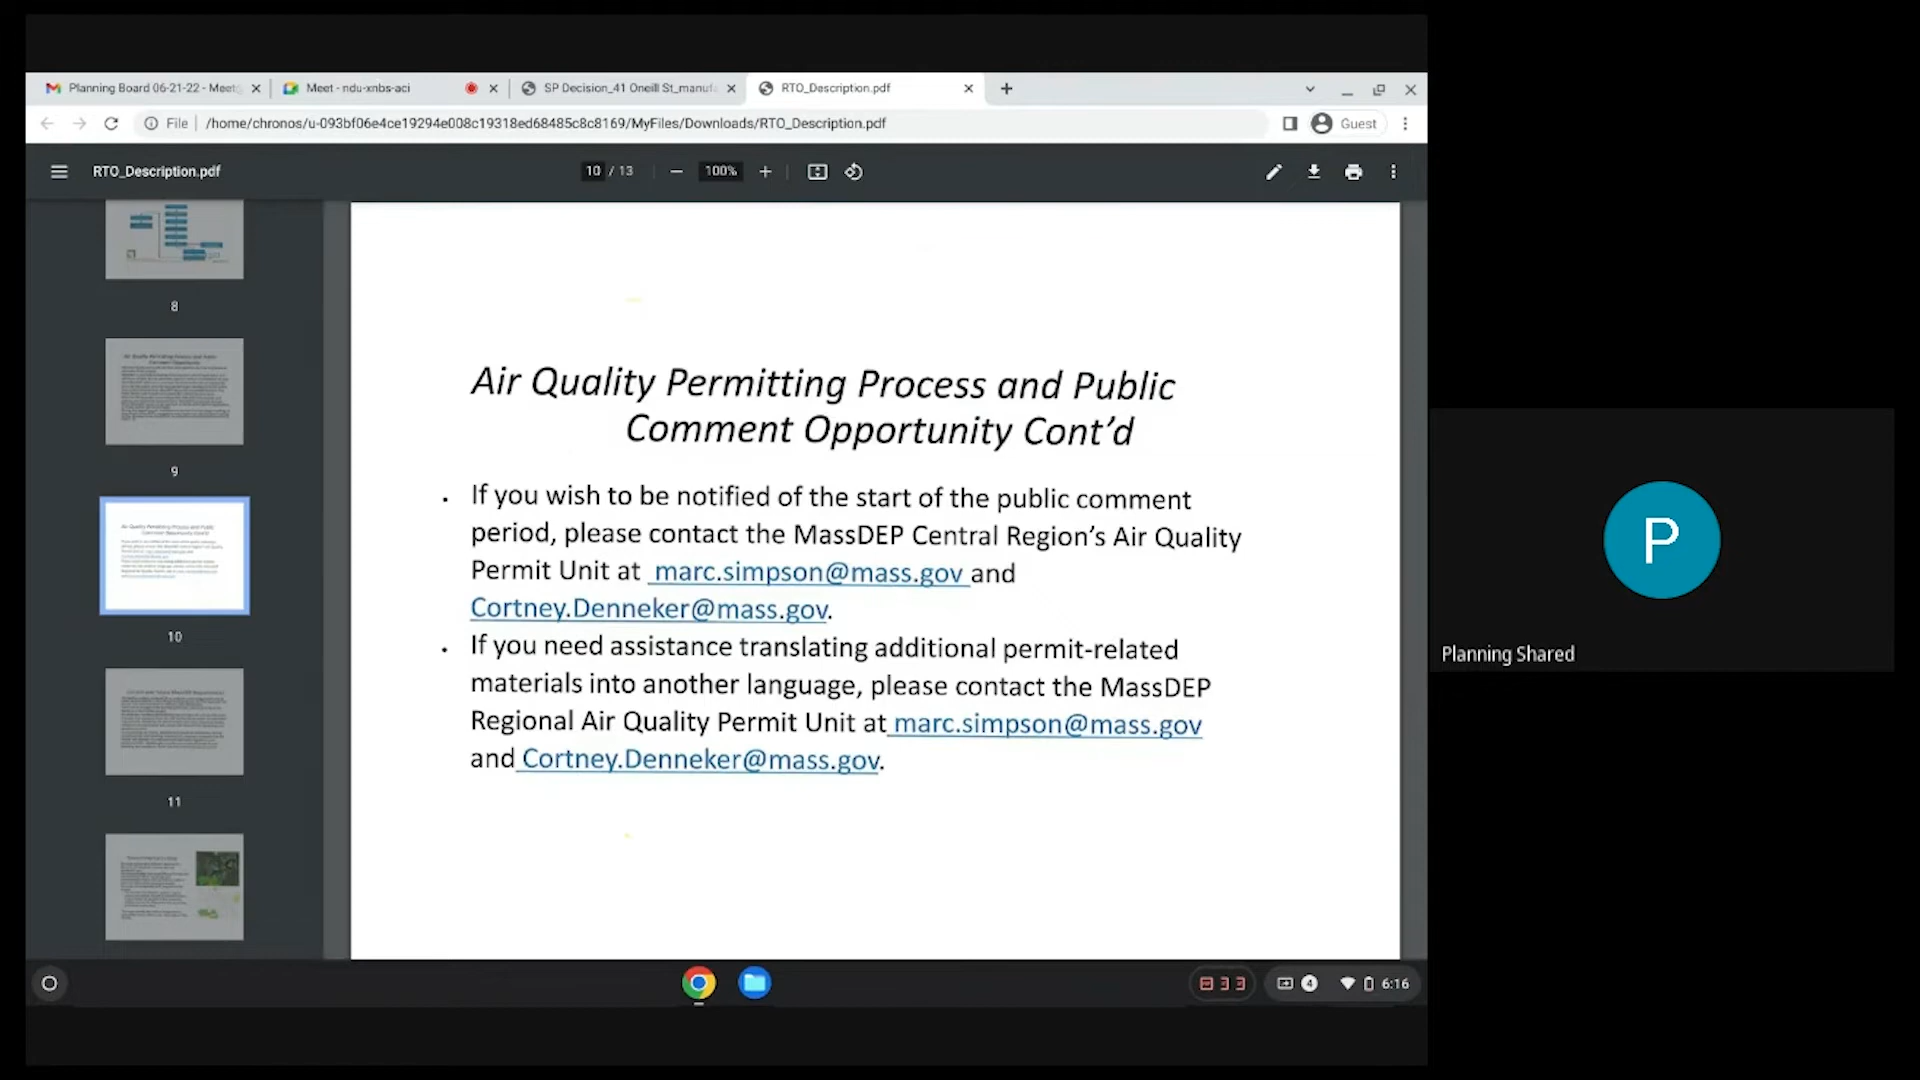 Planning Board 06-21-22 - Meet
Meet - ndu-xnbs-aci
SP Decision_41 Oneill St_manuf
RTO_Description.pdf
File
/home/chronos/u-093bf06e4ce19294e008c19318ed68485c8c8169/MyFiles/Downloads/RTO_Description.pdf
Guest
RTO_Description.pdf
10 / 13
100%
8
9
10
11
Air Quality Permitting Process and Public
Comment Opportunity Cont’d
• If you wish to be notified of the start of the public comment
period, please contact the MassDEP Central Region’s Air Quality
Permit Unit at marc.simpson@mass.gov and
Cortney.Denneker@mass.gov.
• If you need assistance translating additional permit-related
materials into another language, please contact the MassDEP
Regional Air Quality Permit Unit at marc.simpson@mass.gov
and Cortney.Denneker@mass.gov.
4
6:16
P
Planning Shared